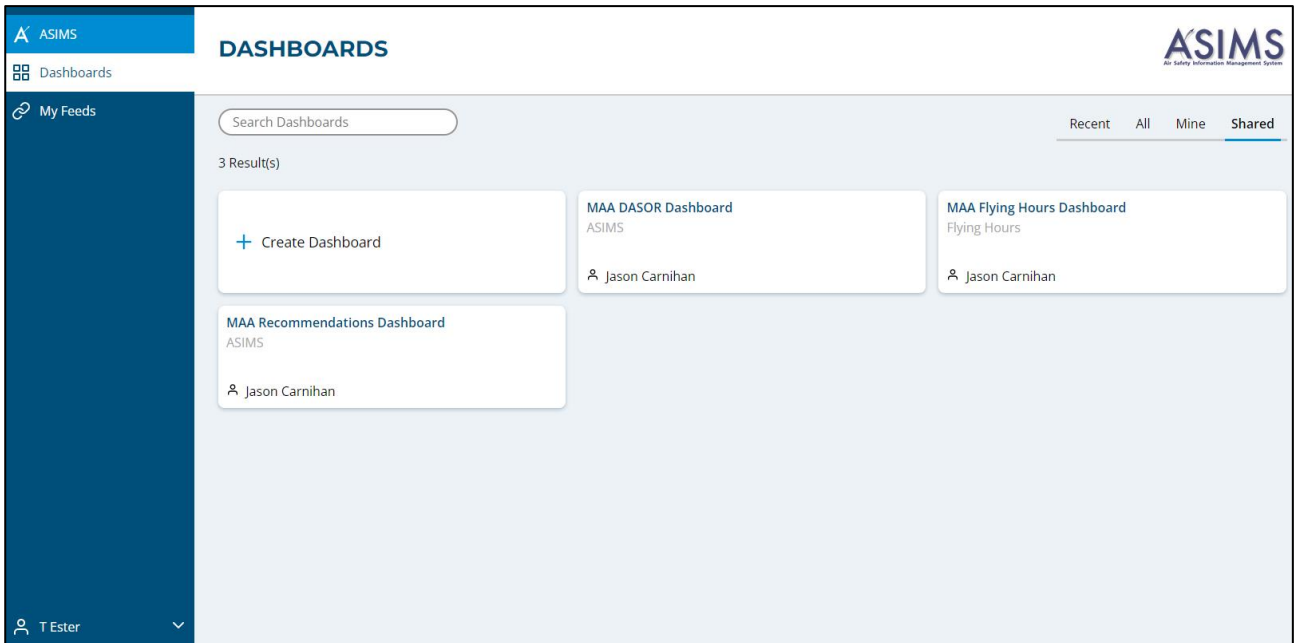 ASIMS
Dashboards
My Feeds
T Ester
DASHBOARDS
ASIMS
Air Safety Information Management System
Search Dashboards
Recent All Mine Shared
3 Result(s)
Create Dashboard
MAA DASOR Dashboard
ASIMS
Jason Carnihan
MAA Flying Hours Dashboard
Flying Hours
Jason Carnihan
MAA Recommendations Dashboard
ASIMS
Jason Carnihan